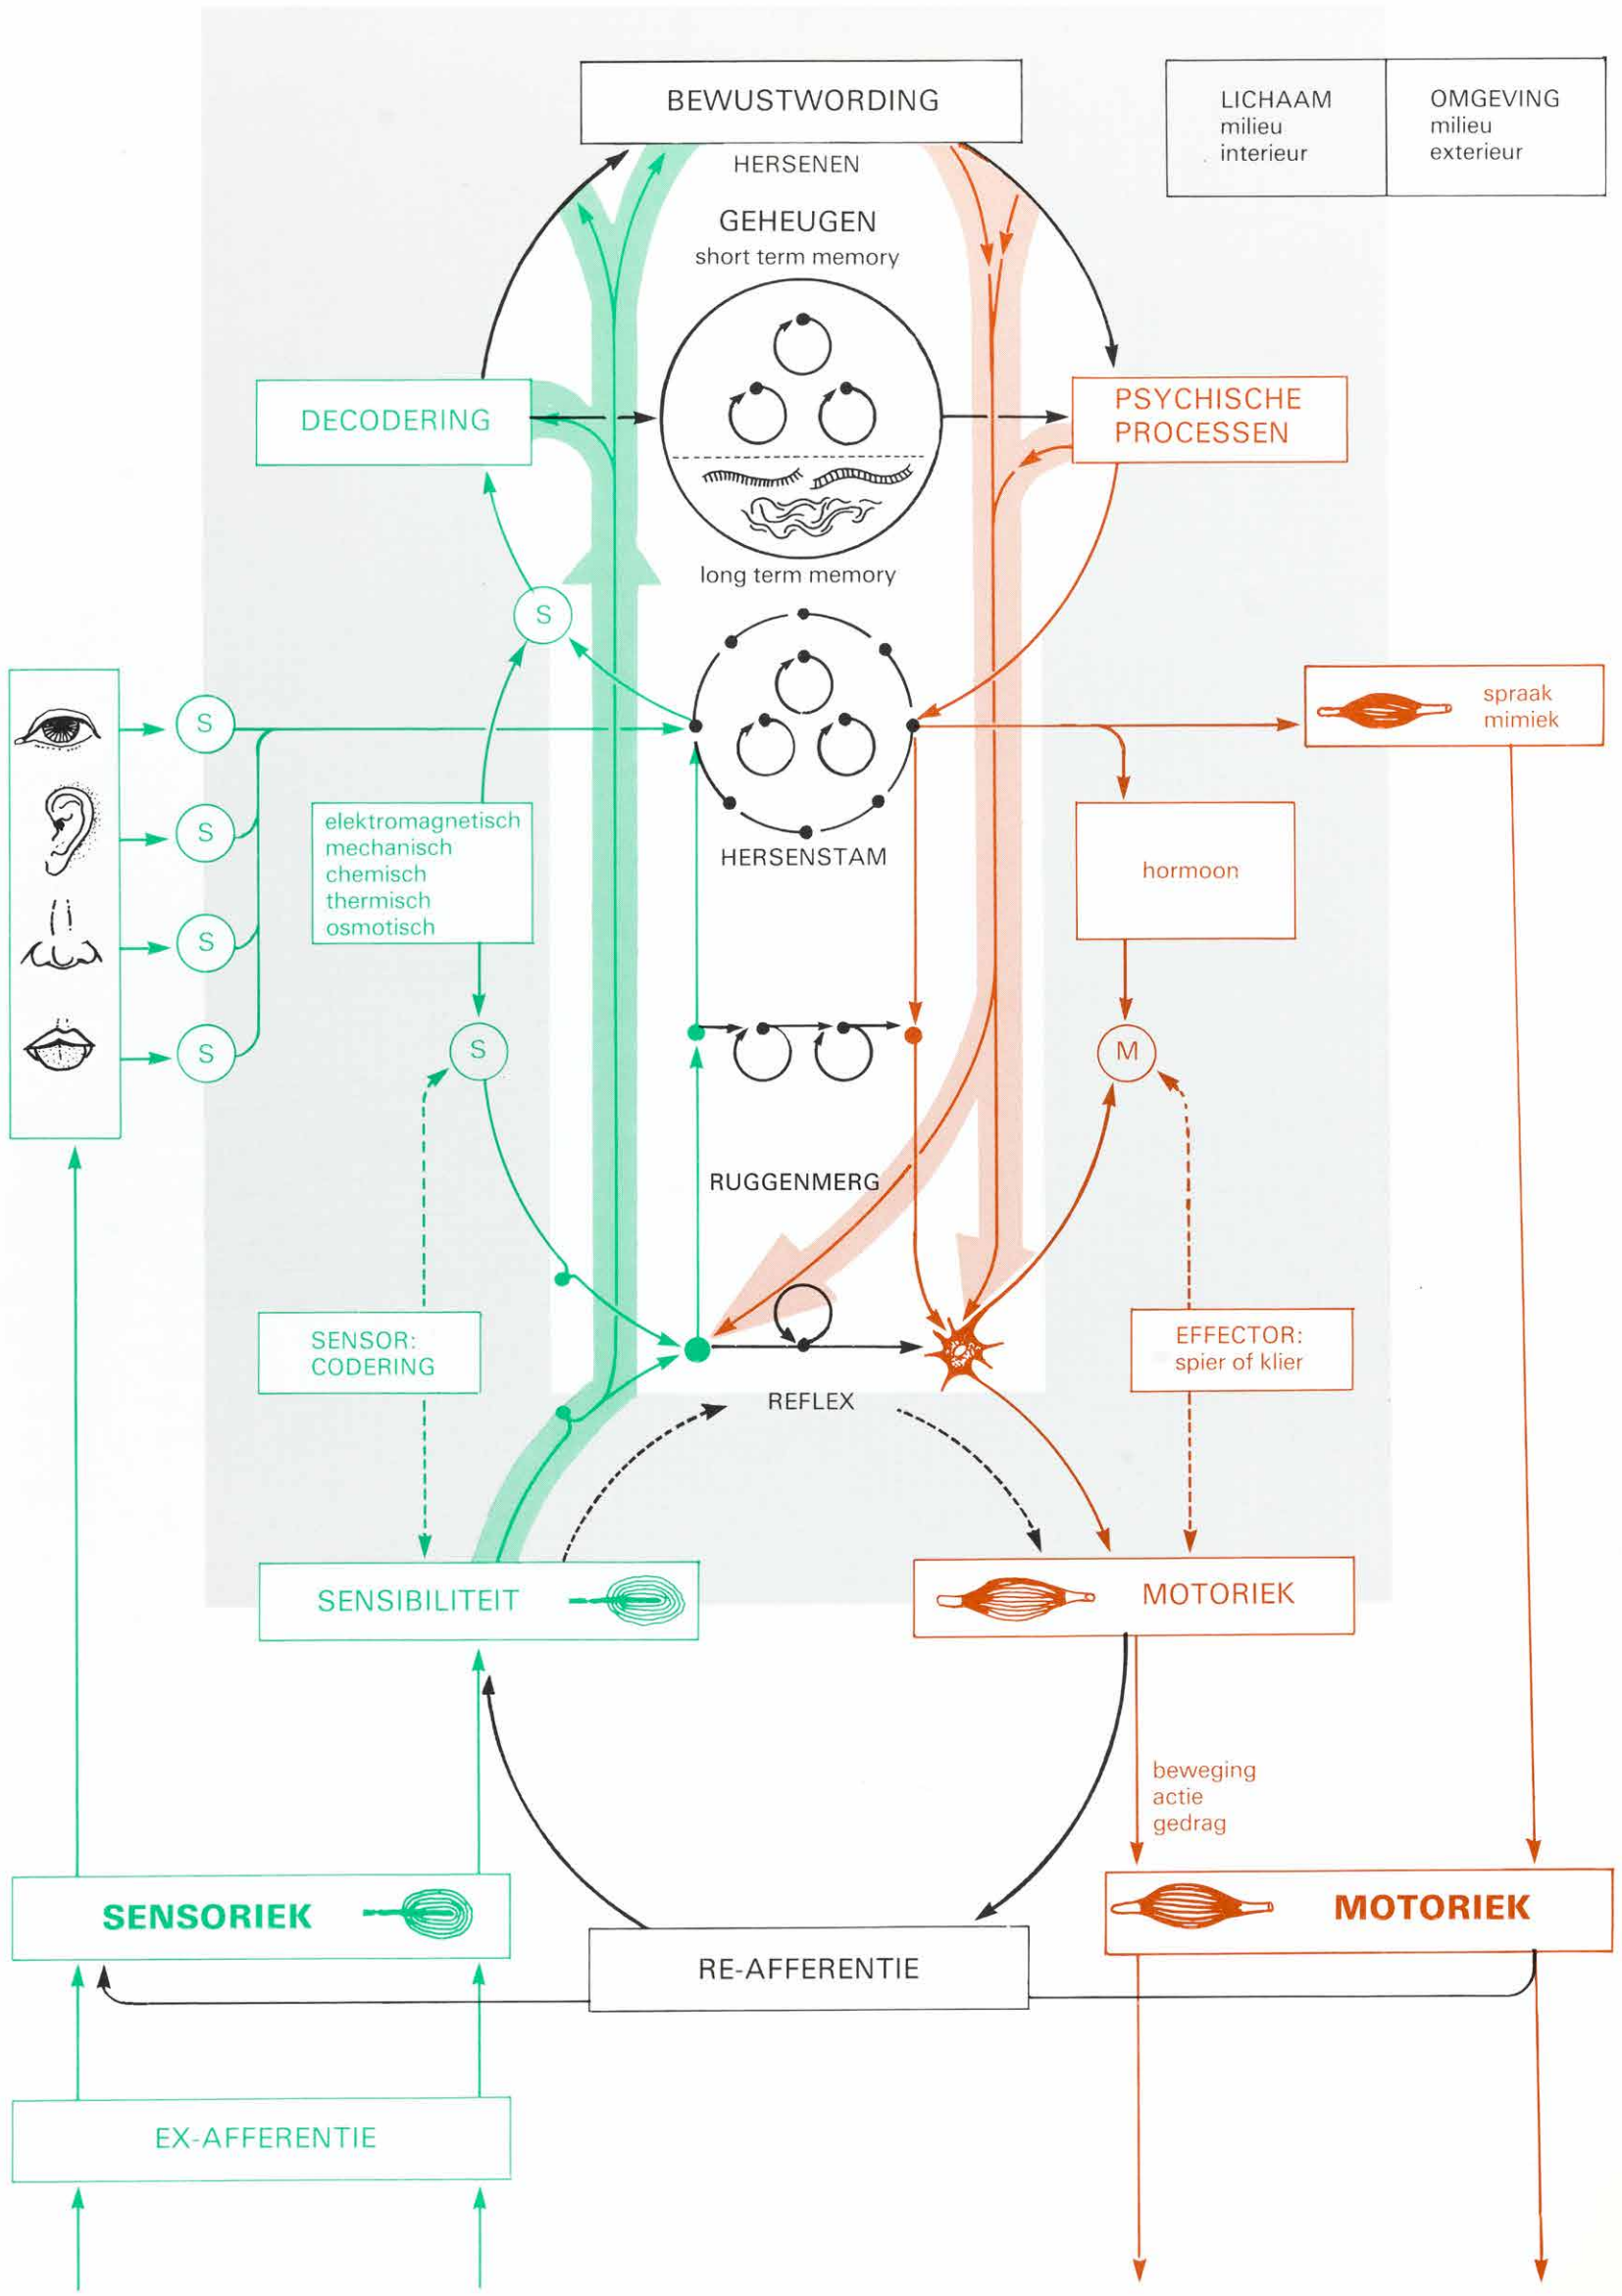 BEWUSTWORDING
LICHAAM
milieu
interieur
OMGEVING
milieu
exterieur
HERSENEN
GEHEUGEN
short term memory
DECODERING
PSYCHISCHE
PROCESSEN
long term memory
S
S
S
S
S
spraak
mimiek
elektromagnetisch
mechanisch
chemisch
thermisch
osmotisch
HERSENSTAM
hormoon
S
M
RUGGENMERG
SENSOR:
CODERING
EFFECTOR:
spier of klier
REFLEX
SENSIBILITEIT
MOTORIEK
beweging
actie
gedrag
SENSORIEK
MOTORIEK
RE-AFFERENTIE
EX-AFFERENTIE